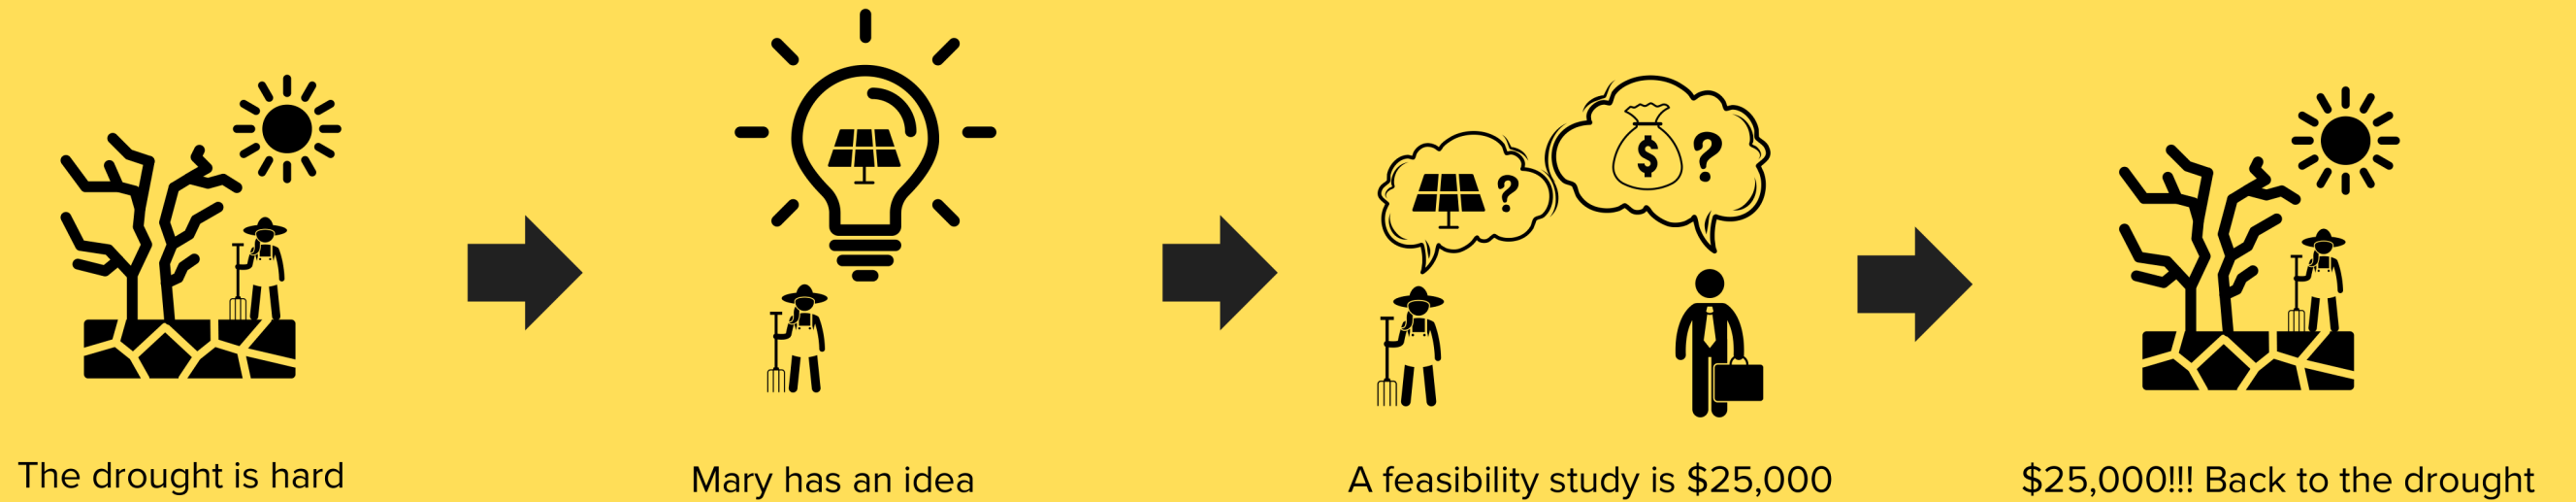 $
?
?
The drought is hard
Mary has an idea
A feasibility study is $25,000
$25,000!!! Back to the drought